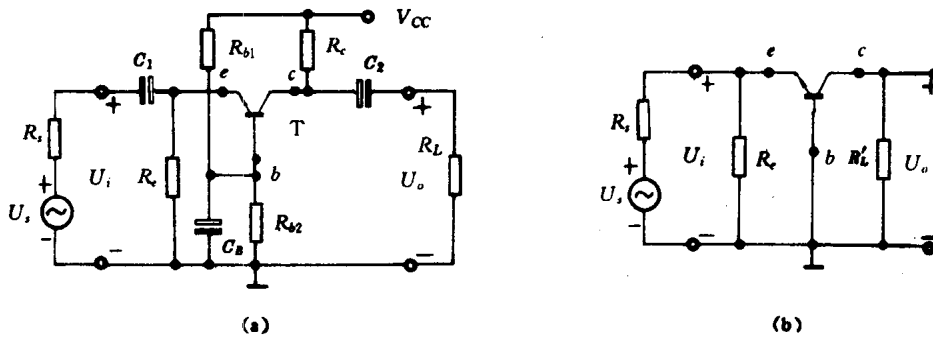 V_CC
R_b1
R_c
C_1
e
c
C_2
+
T
+
R_s
R_L
U_i
R_e
b
U_o
+
U_s
R_b2
C_B
−
−
−
(a)
e
c
+
+
R_s
U_i
R_e
b
R'_L
U_o
+
U_s
−
−
−
(b)